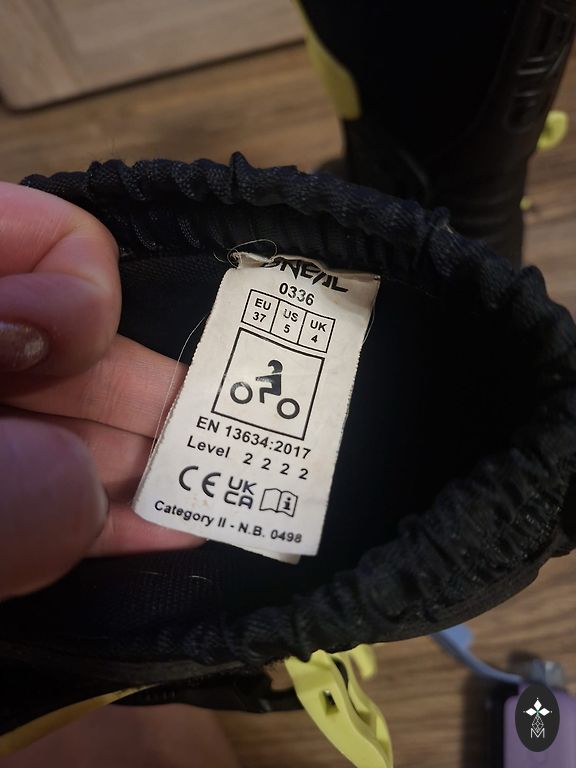 O'NEAL
0336
EU US UK
37 5 4
EN 13634:2017
Level 2 2 2 2
CE UK CA i
Category II - N.B. 0498
M